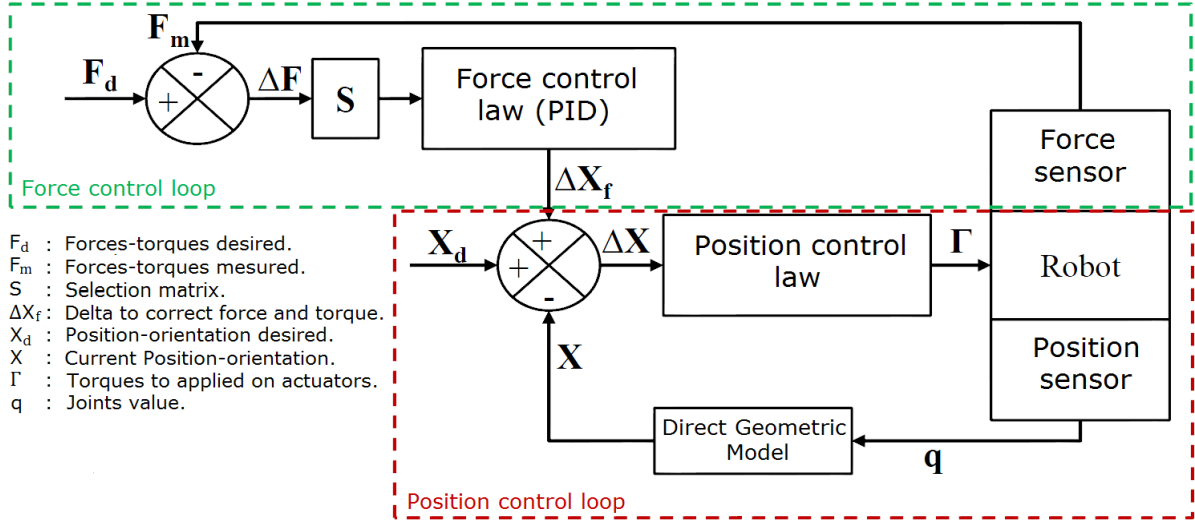 Fm
Fd
-
+
ΔF
S
Force control
law (PID)
Force
sensor
Force control loop
ΔXf
Xd
+
+
-
ΔX
Position control
law
Γ
Robot
X
Position
sensor
Direct Geometric
Model
q
Position control loop
Fd : Forces-torques desired.
Fm : Forces-torques mesured.
S : Selection matrix.
ΔXf : Delta to correct force and torque.
Xd : Position-orientation desired.
X : Current Position-orientation.
Γ : Torques to applied on actuators.
q : Joints value.